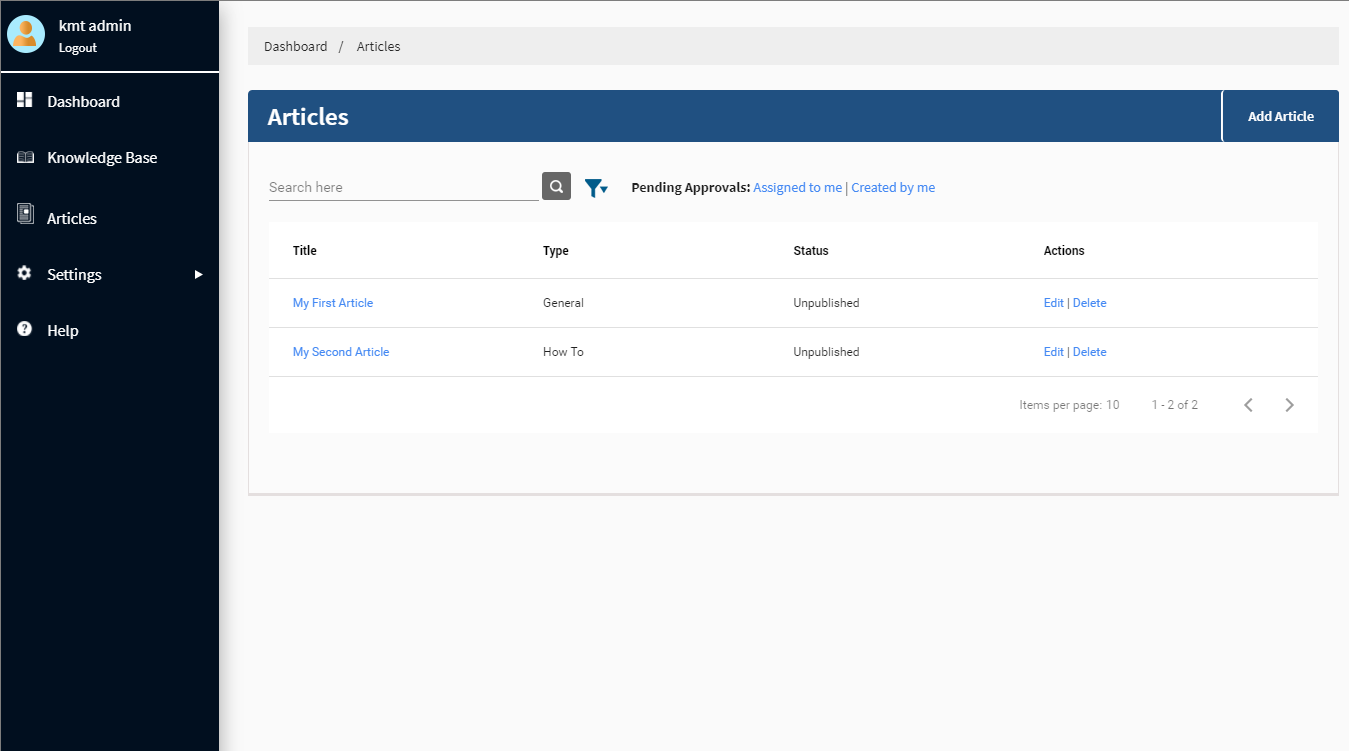 kmt admin
Logout
Dashboard
Knowledge Base
Articles
Settings
Help
Dashboard / Articles
Articles
Add Article
Search here
Pending Approvals: Assigned to me | Created by me
Title Type Status Actions
My First Article General Unpublished Edit | Delete
My Second Article How To Unpublished Edit | Delete
Items per page: 10 1 - 2 of 2